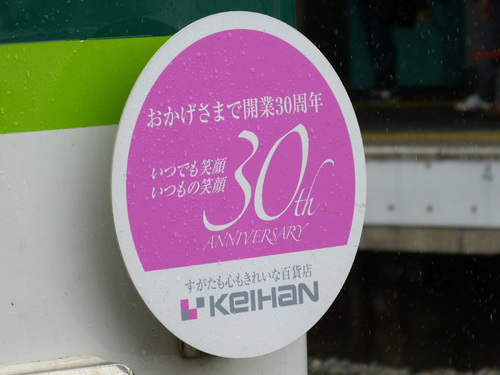 おかげさまで開業30周年
いつでも笑顔
いつもの笑顔
30th
ANNIVERSARY
すがたも心もきれいな百貨店
KEIHAN